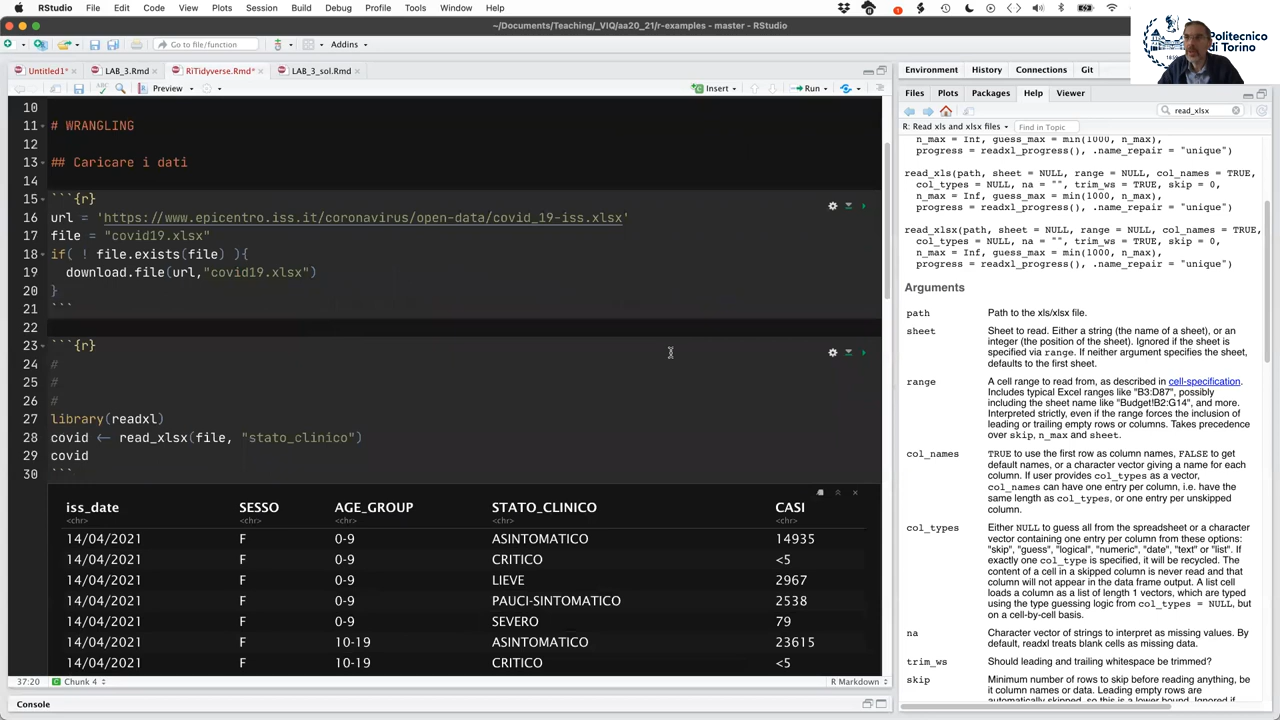 RStudio File Edit Code View Plots Session Build Debug Profile Tools Window Help
~/Documents/Teaching/_VIQ/aa20_21/r-examples - master - RStudio
Politecnico
di Torino
Go to file/function Addins
Untitled1* LAB_3.Rmd RiTidyverse.Rmd* LAB_3_sol.Rmd
Preview Insert Run
10
11 # WRANGLING
12
13 ## Caricare i dati
14
15 ```{r}
16 url = 'https://www.epicentro.iss.it/coronavirus/open-data/covid_19-iss.xlsx'
17 file = "covid19.xlsx"
18 if( ! file.exists(file) ){
19 download.file(url,"covid19.xlsx")
20 }
21 ```
22
23 ```{r}
24 #
25 #
26 #
27 library(readxl)
28 covid <- read_xlsx(file, "stato_clinico")
29 covid
30 ```
iss_date SESSO AGE_GROUP STATO_CLINICO CASI
<chr> <chr> <chr> <chr> <chr>
14/04/2021 F 0-9 ASINTOMATICO 14935
14/04/2021 F 0-9 CRITICO <5
14/04/2021 F 0-9 LIEVE 2967
14/04/2021 F 0-9 PAUCI-SINTOMATICO 2538
14/04/2021 F 0-9 SEVERO 79
14/04/2021 F 10-19 ASINTOMATICO 23615
14/04/2021 F 10-19 CRITICO <5
37:20 Chunk 4 R Markdown
Console
Environment History Connections Git
Files Plots Packages Help Viewer
read_xlsx
R: Read xls and xlsx files Find in Topic
n_max = Inf, guess_max = min(1000, n_max),
progress = readxl_progress(), .name_repair = "unique")
read_xls(path, sheet = NULL, range = NULL, col_names = TRUE,
col_types = NULL, na = "", trim_ws = TRUE, skip = 0,
n_max = Inf, guess_max = min(1000, n_max),
progress = readxl_progress(), .name_repair = "unique")
read_xlsx(path, sheet = NULL, range = NULL, col_names = TRUE,
col_types = NULL, na = "", trim_ws = TRUE, skip = 0,
n_max = Inf, guess_max = min(1000, n_max),
progress = readxl_progress(), .name_repair = "unique")
Arguments
path Path to the xls/xlsx file.
sheet Sheet to read. Either a string (the name of a sheet), or an
integer (the position of the sheet). Ignored if the sheet is
specified via range. If neither argument specifies the sheet,
defaults to the first sheet.
range A cell range to read from, as described in cell-specification.
Includes typical Excel ranges like "B3:D87", possibly
including the sheet name like "Budget!B2:G14", and more.
Interpreted strictly, even if the range forces the inclusion of
leading or trailing empty rows or columns. Takes precedence
over skip, n_max and sheet.
col_names TRUE to use the first row as column names, FALSE to get
default names, or a character vector giving a name for each
column. If user provides col_types as a vector,
col_names can have one entry per column, i.e. have the
same length as col_types, or one entry per unskipped
column.
col_types Either NULL to guess all from the spreadsheet or a character
vector containing one entry per column from these options:
"skip", "guess", "logical", "numeric", "date", "text" or "list". If
exactly one col_type is specified, it will be recycled. The
content of a cell in a skipped column is never read and that
column will not appear in the data frame output. A list cell
loads a column as a list of length 1 vectors, which are typed
using the type guessing logic from col_types = NULL, but
on a cell-by-cell basis.
na Character vector of strings to interpret as missing values. By
default, readxl treats blank cells as missing data.
trim_ws Should leading and trailing whitespace be trimmed?
skip Minimum number of rows to skip before reading anything, be
it column names or data. Leading empty rows are
automatically skipped, so this is a lower bound. Ignored if